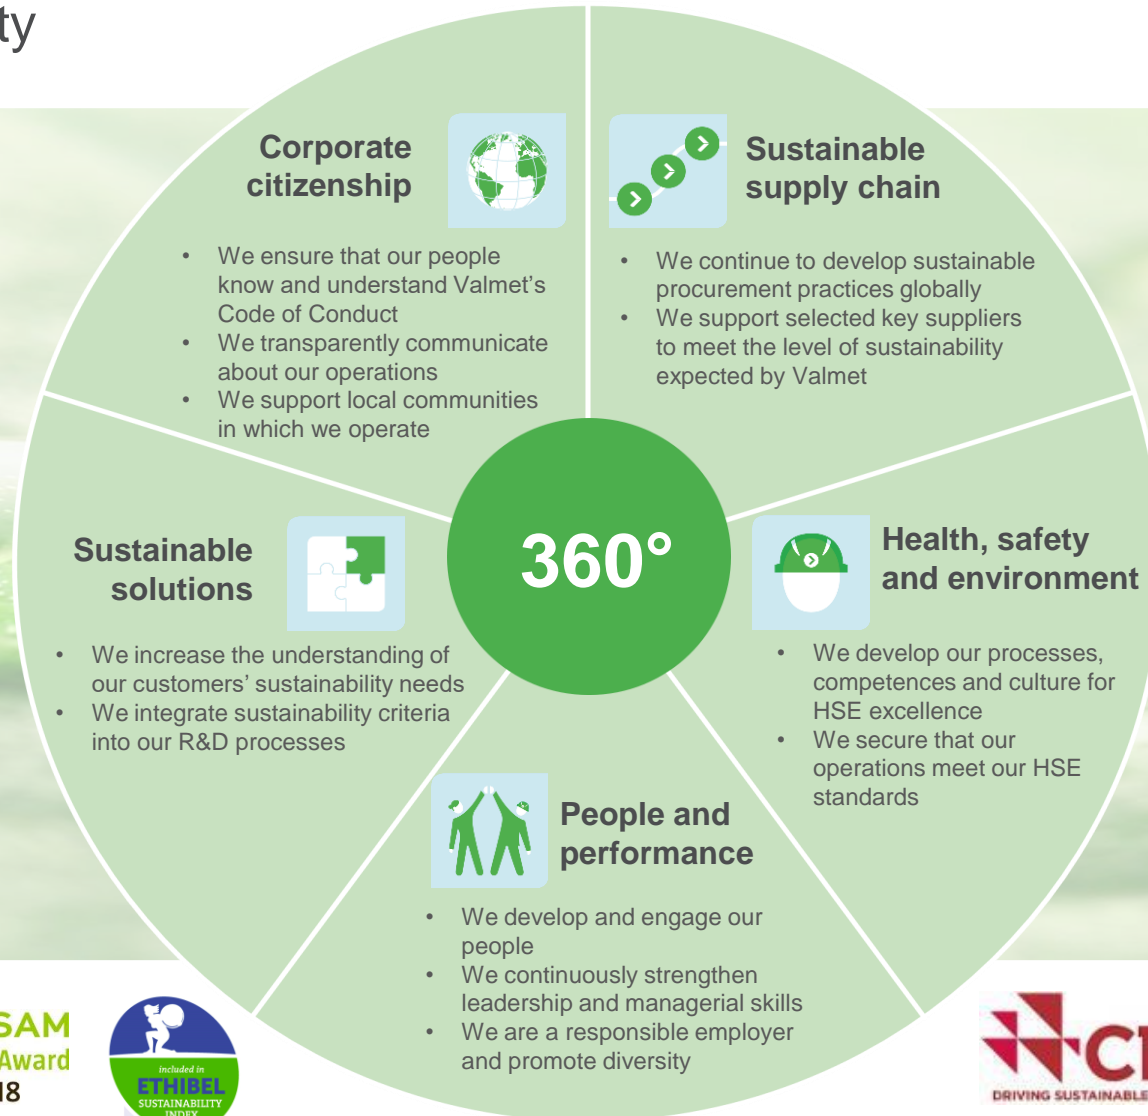 Corporate
citizenship
• We ensure that our people
know and understand Valmet's
Code of Conduct
• We transparently communicate
about our operations
• We support local communities
in which we operate
Sustainable
supply chain
• We continue to develop sustainable
procurement practices globally
• We support selected key suppliers
to meet the level of sustainability
expected by Valmet
Sustainable
solutions
• We increase the understanding of
our customers' sustainability needs
• We integrate sustainability criteria
into our R&D processes
360°
Health, safety
and environment
• We develop our processes,
competences and culture for
HSE excellence
• We secure that our
operations meet our HSE
standards
People and
performance
• We develop and engage our
people
• We continuously strengthen
leadership and managerial skills
• We are a responsible employer
and promote diversity
SAM
Award
18
included in
ETHIBEL
SUSTAINABILITY
INDEX
DRIVING SUSTAINABLE